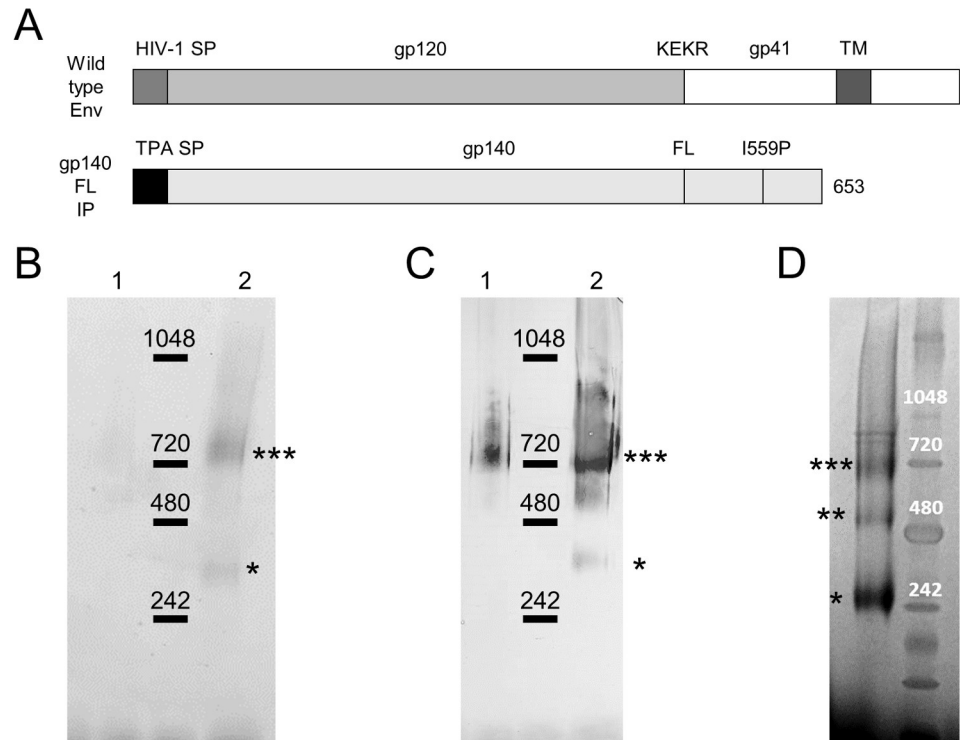 A
HIV-1 SP gp120 KEKR gp41 TM
Wild
type
Env
TPA SP gp140 FL I559P
gp140
FL
IP
653
B
1 2
1048
720 ***
480
*
242
C
1 2
1048
720 ***
480
*
242
D
1048
*** 720
** 480
* 242